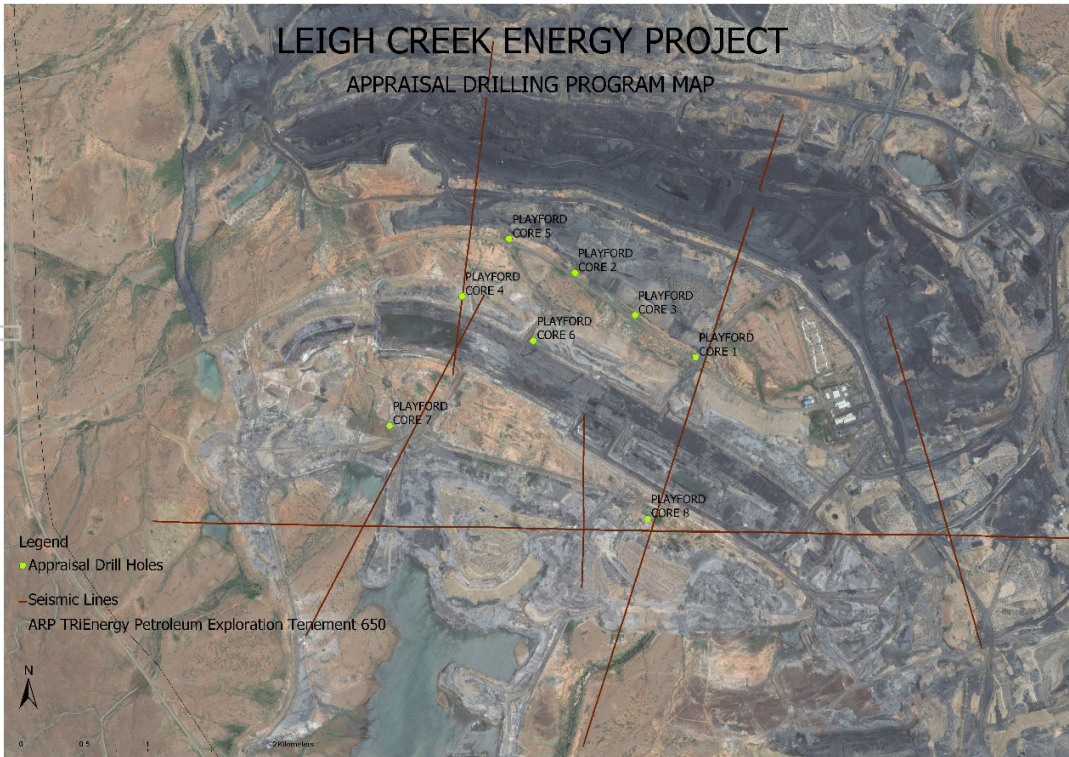 LEIGH CREEK ENERGY PROJECT
APPRAISAL DRILLING PROGRAM MAP
PLAYFORD
CORE 5
PLAYFORD
CORE 2
PLAYFORD
CORE 4
PLAYFORD
CORE 3
PLAYFORD
CORE 6
PLAYFORD
CORE 1
PLAYFORD
CORE 7
PLAYFORD
CORE 8
Legend
Appraisal Drill Holes
Seismic Lines
ARP TRiEnergy Petroleum Exploration Tenement 650
N
0 0.5 1 2 Kilometers